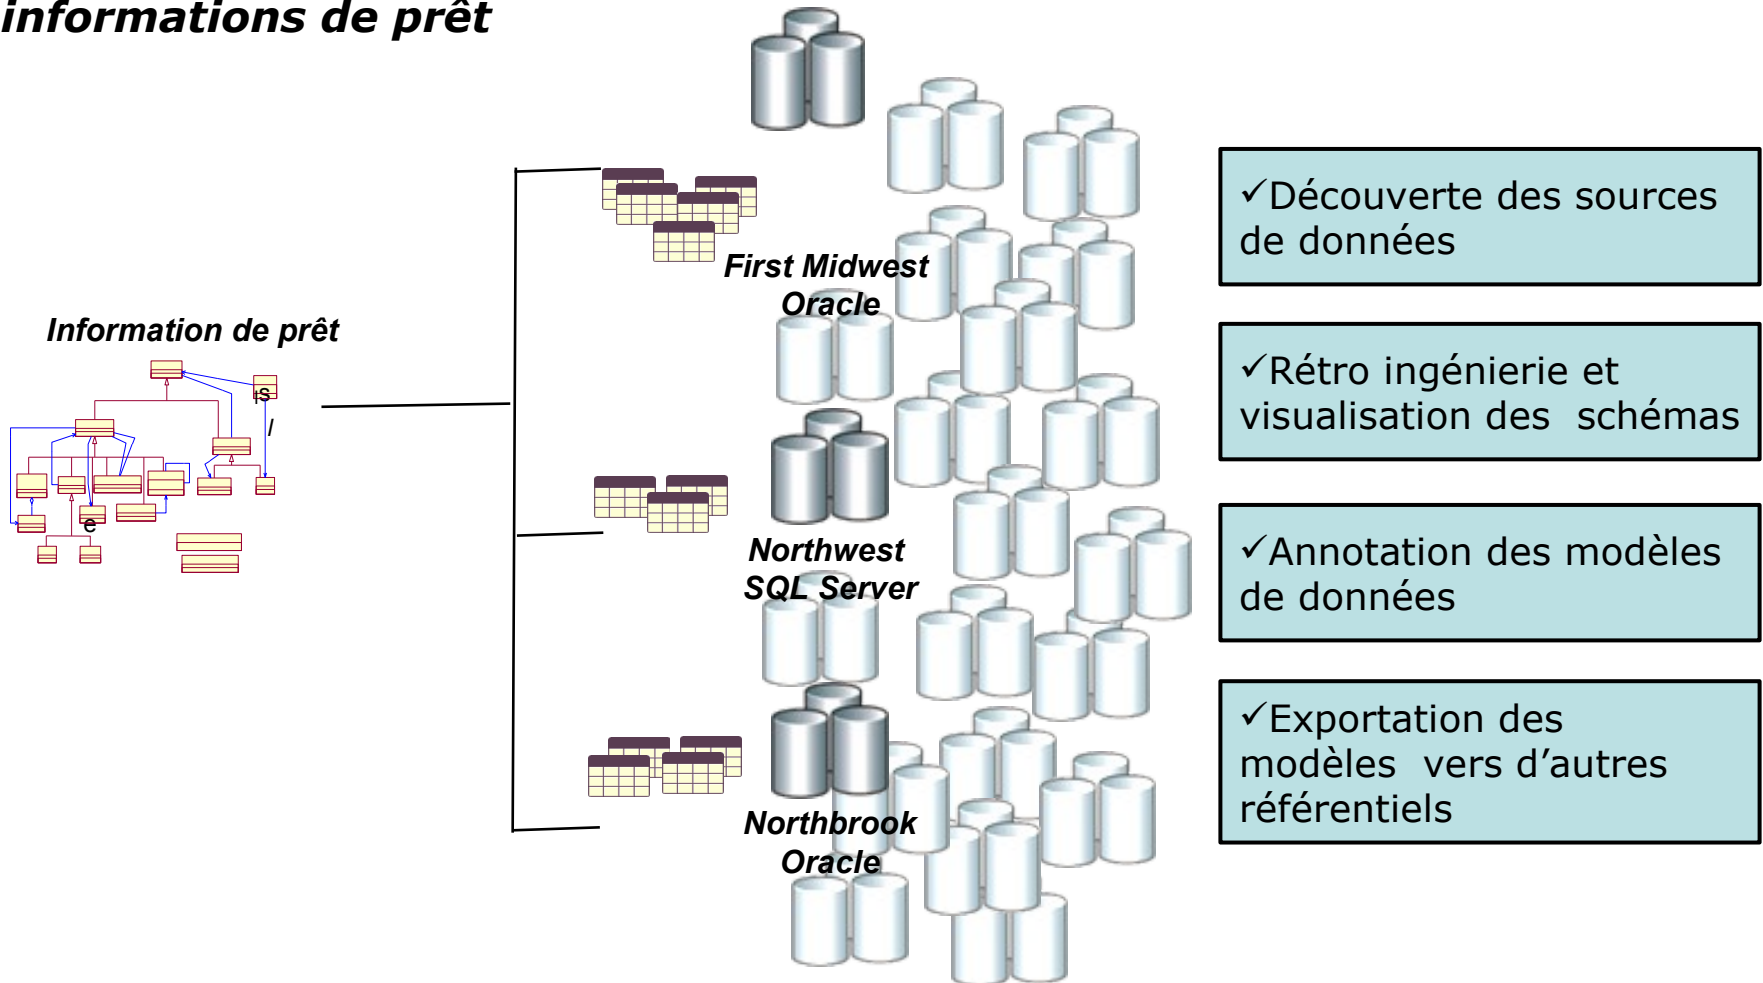 informations de prêt
Information de prêt
s
l
e
First Midwest
Oracle
Northwest
SQL Server
Northbrook
Oracle
✓Découverte des sources
de données
✓Rétro ingénierie et
visualisation des schémas
✓Annotation des modèles
de données
✓Exportation des
modèles vers d’autres
référentiels